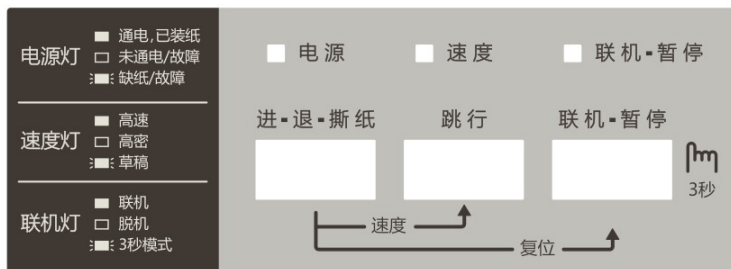 电源灯
通电,已装纸
未通电/故障
缺纸/故障
速度灯
高速
高密
草稿
联机灯
联机
脱机
3秒模式
电源
速度
联机-暂停
进-退-撕纸
跳行
联机-暂停
3秒
速度
复位